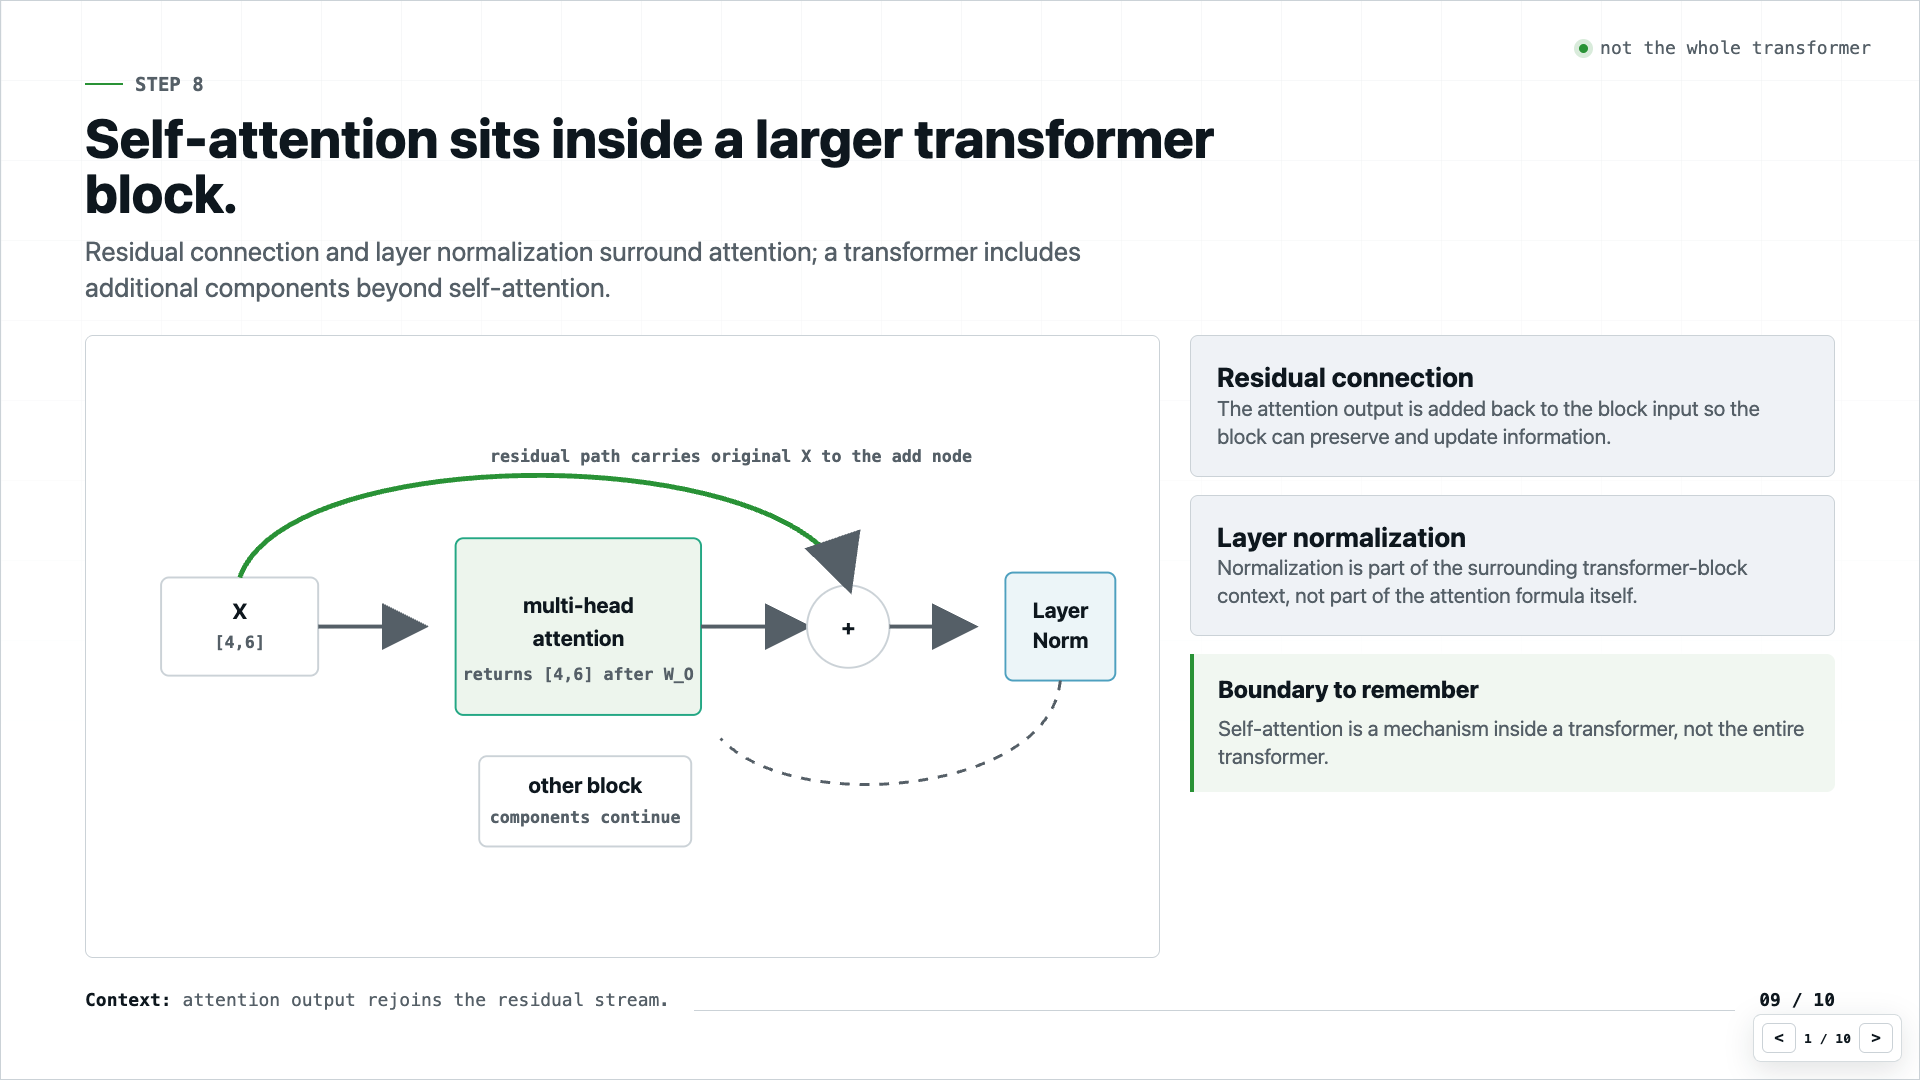 not the whole transformer
STEP 8
Self-attention sits inside a larger transformer
block.
Residual connection and layer normalization surround attention; a transformer includes
additional components beyond self-attention.
residual path carries original X to the add node
X
[4,6]
multi-head
attention
returns [4,6] after W_O
+
Layer
Norm
other block
components continue
Residual connection
The attention output is added back to the block input so the
block can preserve and update information.
Layer normalization
Normalization is part of the surrounding transformer-block
context, not part of the attention formula itself.
Boundary to remember
Self-attention is a mechanism inside a transformer, not the entire
transformer.
Context: attention output rejoins the residual stream.
09 / 10
< 1 / 10 >